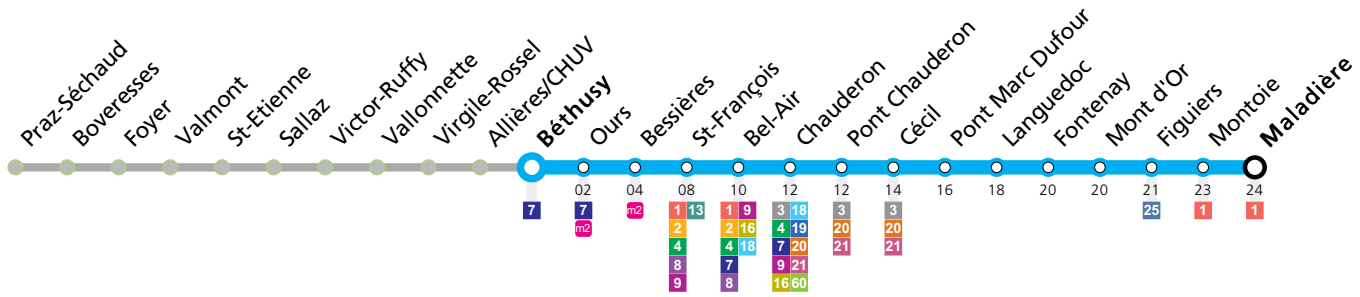 Praz-Séchaud
Boveresses
Foyer
Valmont
St-Etienne
Sallaz
Victor-Ruffy
Vallonnette
Virgile-Rossel
Allières/CHUV
Béthusy
Ours
Bessières
St-François
Bel-Air
Chauderon
Pont Chauderon
Cécil
Pont Marc Dufour
Languedoc
Fontenay
Mont d'Or
Figuiers
Montoie
Maladière
02 04 08 10 12 12 14 16 18 20 20 21 23 24
7 7 m2 1 13 1 9 3 18 3 3 25 1 1
m2 2 2 16 4 19 20 20
4 4 18 7 20 21 21
8 7 9 21
9 8 16 60